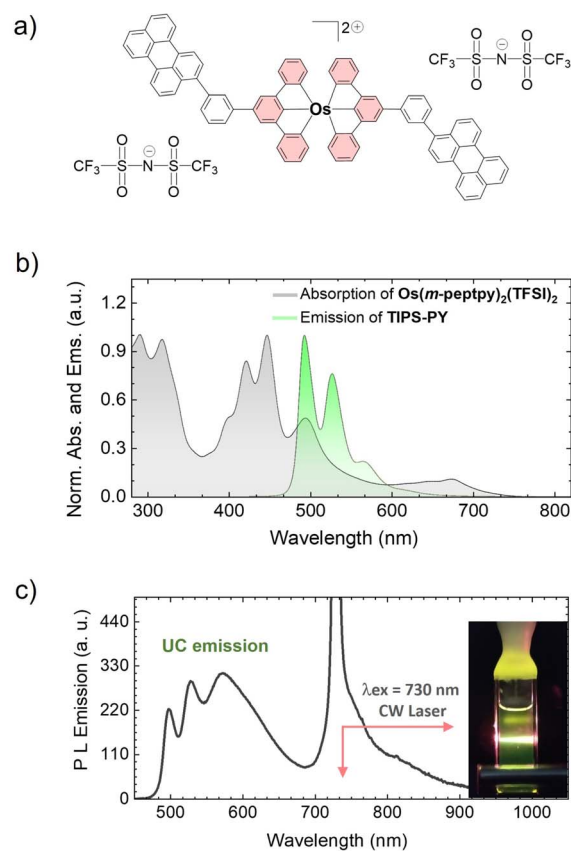 a)
2⊕
O O
CF₃ S N ⊖ S CF₃
O O
Os
O O
CF₃ S N ⊖ S CF₃
O O
b)
Norm. Abs. and Ems. (a.u.)
1.2
0.9
0.6
0.3
0.0
Absorption of Os(m-peptpy)₂(TFSI)₂
Emission of TIPS-PY
300 400 500 600 700 800
Wavelength (nm)
c)
P L Emission (a. u.)
440
330
220
110
0
UC emission
λex = 730 nm
CW Laser
450 500 600 700 800 900 1000
Wavelength (nm)